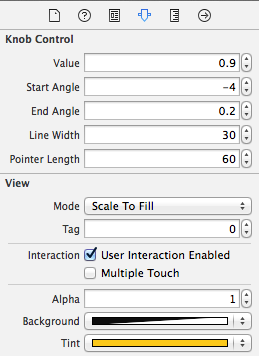 Knob Control
Value 0.9
Start Angle -4
End Angle 0.2
Line Width 30
Pointer Length 60
View
Mode Scale To Fill
Tag 0
Interaction User Interaction Enabled
Multiple Touch
Alpha 1
Background
Tint